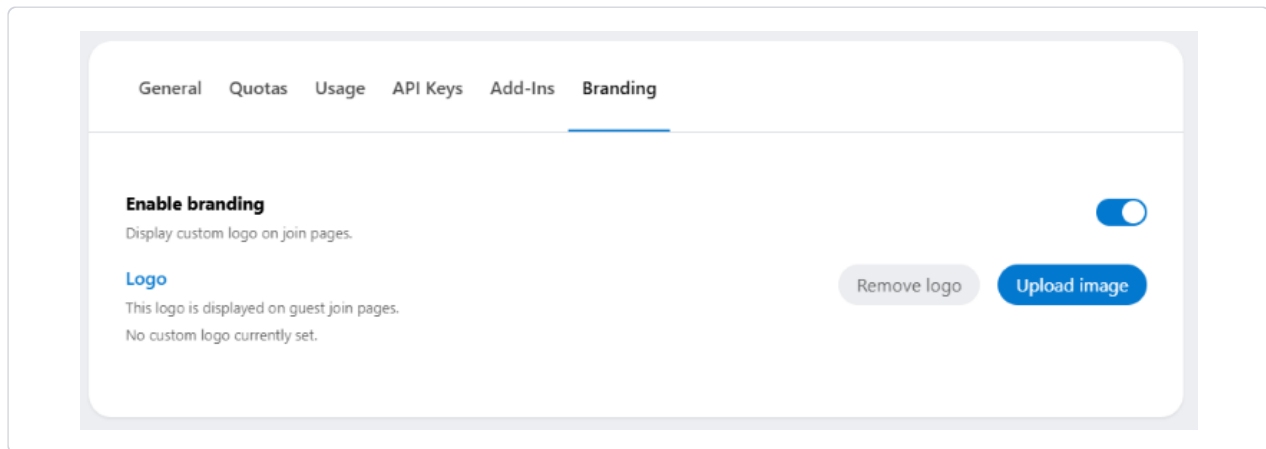 General Quotas Usage API Keys Add-Ins Branding
Enable branding
Display custom logo on join pages.
Logo
Remove logo Upload image
This logo is displayed on guest join pages.
No custom logo currently set.